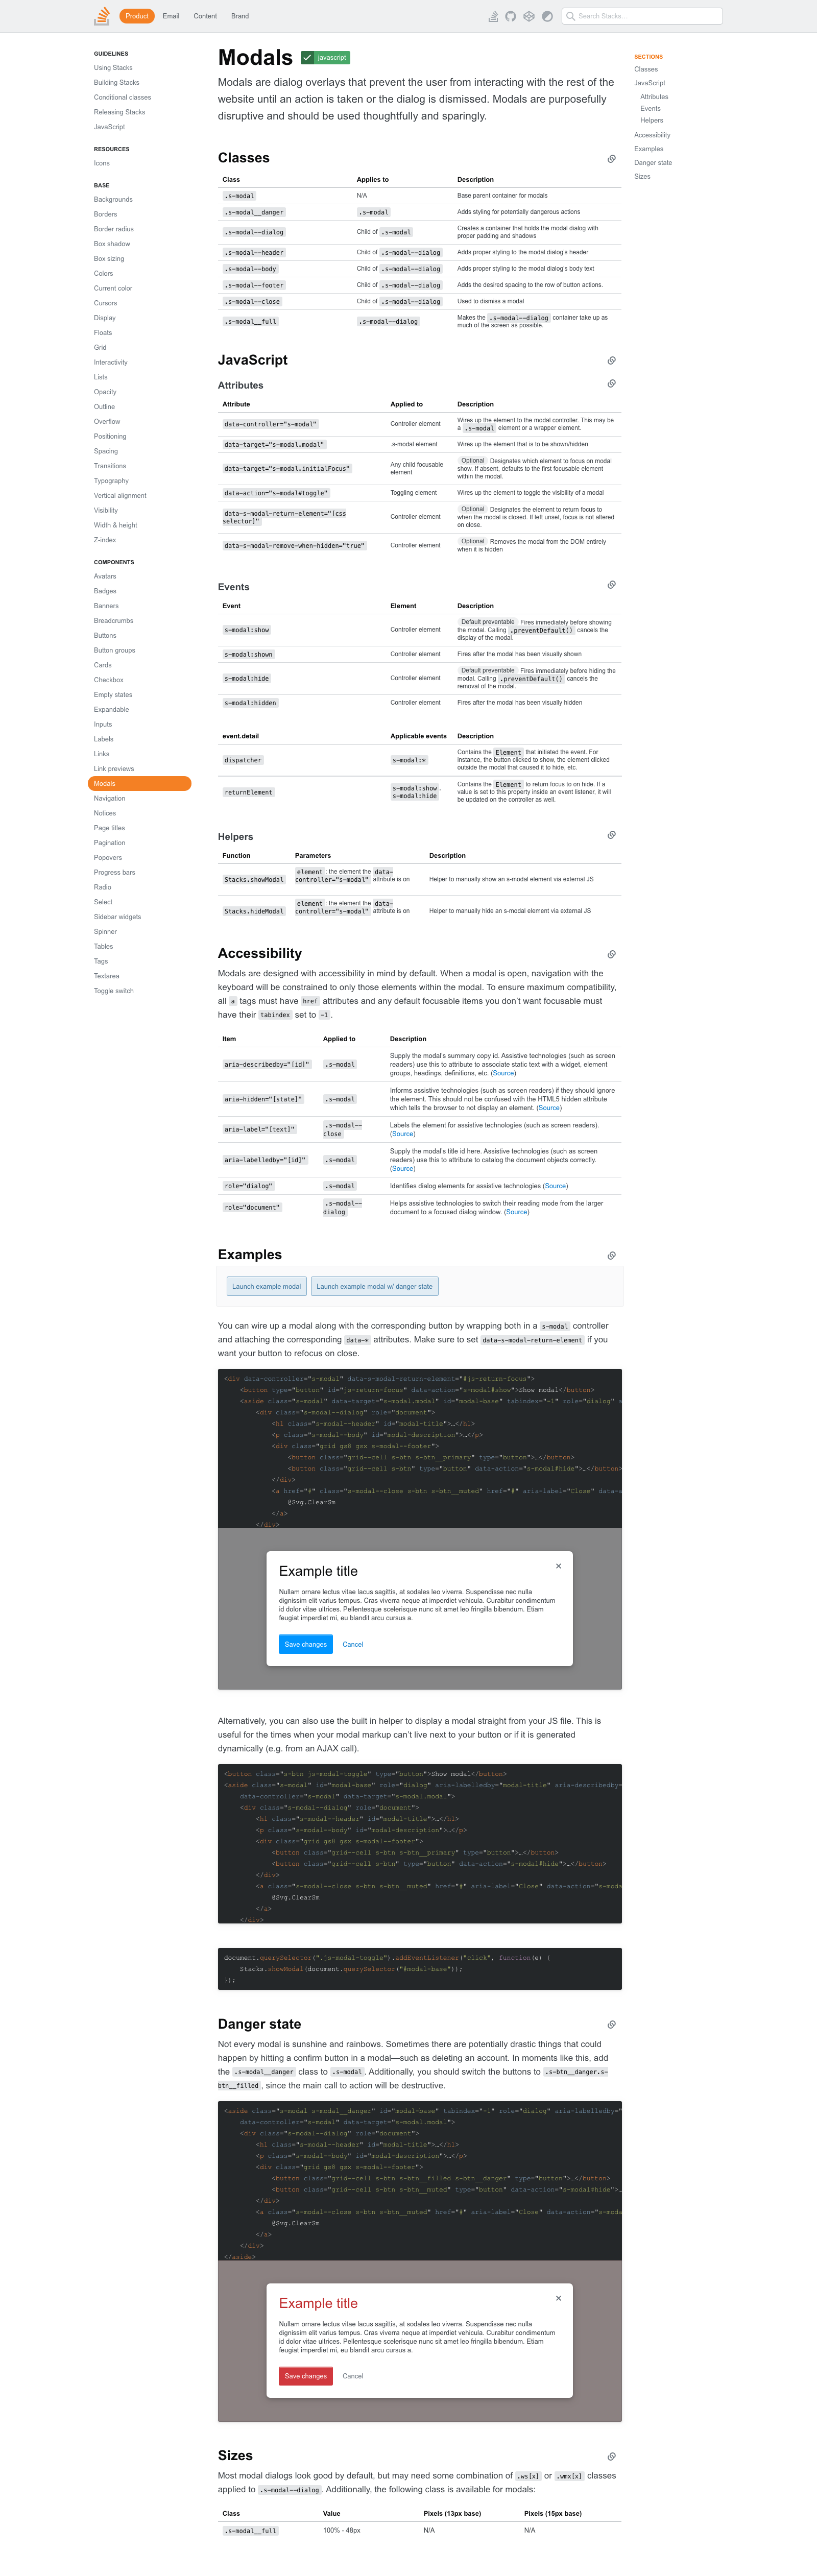 Product Email Content Brand
Search Stacks…
GUIDELINES
Using Stacks
Building Stacks
Conditional classes
Releasing Stacks
JavaScript
RESOURCES
Icons
BASE
Backgrounds
Borders
Border radius
Box shadow
Box sizing
Colors
Current color
Cursors
Display
Floats
Grid
Interactivity
Lists
Opacity
Outline
Overflow
Positioning
Spacing
Transitions
Typography
Vertical alignment
Visibility
Width & height
Z-index
COMPONENTS
Avatars
Badges
Banners
Breadcrumbs
Buttons
Button groups
Cards
Checkbox
Empty states
Expandable
Inputs
Labels
Links
Link previews
Modals
Navigation
Notices
Page titles
Pagination
Popovers
Progress bars
Radio
Select
Sidebar widgets
Spinner
Tables
Tags
Textarea
Toggle switch
Modals javascript
Modals are dialog overlays that prevent the user from interacting with the rest of the
website until an action is taken or the dialog is dismissed. Modals are purposefully
disruptive and should be used thoughtfully and sparingly.
SECTIONS
Classes
JavaScript
Attributes
Events
Helpers
Accessibility
Examples
Danger state
Sizes
Classes
Class Applies to Description
.s-modal N/A Base parent container for modals
.s-modal__danger .s-modal Adds styling for potentially dangerous actions
.s-modal--dialog Child of .s-modal Creates a container that holds the modal dialog with
proper padding and shadows
.s-modal--header Child of .s-modal--dialog Adds proper styling to the modal dialog's header
.s-modal--body Child of .s-modal--dialog Adds proper styling to the modal dialog's body text
.s-modal--footer Child of .s-modal--dialog Adds the desired spacing to the row of button actions.
.s-modal--close Child of .s-modal--dialog Used to dismiss a modal
.s-modal__full .s-modal--dialog Makes the .s-modal--dialog container take up as
much of the screen as possible.
JavaScript
Attributes
Attribute Applied to Description
data-controller="s-modal" Controller element Wires up the element to the modal controller. This may be
a .s-modal element or a wrapper element.
data-target="s-modal.modal" .s-modal element Wires up the element that is to be shown/hidden
data-target="s-modal.initialFocus" Any child focusable
element
Optional Designates which element to focus on modal
show. If absent, defaults to the first focusable element
within the modal.
data-action="s-modal#toggle" Toggling element Wires up the element to toggle the visibility of a modal
data-s-modal-return-element="[css
selector]"
Controller element
Optional Designates the element to return focus to
when the modal is closed. If left unset, focus is not altered
on close.
data-s-modal-remove-when-hidden="true" Controller element Optional Removes the modal from the DOM entirely
when it is hidden
Events
Event Element Description
s-modal:show Controller element
Default preventable Fires immediately before showing
the modal. Calling .preventDefault() cancels the
display of the modal.
s-modal:shown Controller element Fires after the modal has been visually shown
s-modal:hide Controller element
Default preventable Fires immediately before hiding the
modal. Calling .preventDefault() cancels the
removal of the modal.
s-modal:hidden Controller element Fires after the modal has been visually hidden
event.detail Applicable events Description
dispatcher s-modal:*
Contains the Element that initiated the event. For
instance, the button clicked to show, the element clicked
outside the modal that caused it to hide, etc.
returnElement s-modal:show,
s-modal:hide
Contains the Element to return focus to on hide. If a
value is set to this property inside an event listener, it will
be updated on the controller as well.
Helpers
Function Parameters Description
Stacks.showModal element: the element the data-
controller="s-modal" attribute is on
Helper to manually show an s-modal element via external JS
Stacks.hideModal element: the element the data-
controller="s-modal" attribute is on
Helper to manually hide an s-modal element via external JS
Accessibility
Modals are designed with accessibility in mind by default. When a modal is open, navigation with the
keyboard will be constrained to only those elements within the modal. To ensure maximum compatibility,
all a tags must have href attributes and any default focusable items you don't want focusable must
have their tabindex set to -1.
Item Applied to Description
aria-describedby="[id]" .s-modal
Supply the modal's summary copy id. Assistive technologies (such as screen
readers) use this to attribute to associate static text with a widget, element
groups, headings, definitions, etc. (Source)
aria-hidden="[state]" .s-modal
Informs assistive technologies (such as screen readers) if they should ignore
the element. This should not be confused with the HTML5 hidden attribute
which tells the browser to not display an element. (Source)
aria-label="[text]" .s-modal--
close
Labels the element for assistive technologies (such as screen readers).
(Source)
aria-labelledby="[id]" .s-modal
Supply the modal's title id here. Assistive technologies (such as screen
readers) use this to attribute to catalog the document objects correctly.
(Source)
role="dialog" .s-modal Identifies dialog elements for assistive technologies (Source)
role="document" .s-modal--
dialog
Helps assistive technologies to switch their reading mode from the larger
document to a focused dialog window. (Source)
Examples
Launch example modal Launch example modal w/ danger state
You can wire up a modal along with the corresponding button by wrapping both in a s-modal controller
and attaching the corresponding data-* attributes. Make sure to set data-s-modal-return-element if you
want your button to refocus on close.
<div data-controller="s-modal" data-s-modal-return-element="#js-return-focus">
<button type="button" id="js-return-focus" data-action="s-modal#show">Show modal</button>
<aside class="s-modal" data-target="s-modal.modal" id="modal-base" tabindex="-1" role="dialog" a
<div class="s-modal--dialog" role="document">
<h1 class="s-modal--header" id="modal-title">…</h1>
<p class="s-modal--body" id="modal-description">…</p>
<div class="grid gs8 gsx s-modal--footer">
<button class="grid--cell s-btn s-btn__primary" type="button">…</button>
<button class="grid--cell s-btn" type="button" data-action="s-modal#hide">…</button>
</div>
<a href="#" class="s-modal--close s-btn s-btn__muted" href="#" aria-label="Close" data-a
@Svg.ClearSm
</a>
</div>
Example title
Nullam ornare lectus vitae lacus sagittis, at sodales leo viverra. Suspendisse nec nulla
dignissim elit varius tempus. Cras viverra neque at imperdiet vehicula. Curabitur condimentum
id dolor vitae ultrices. Pellentesque scelerisque nunc sit amet leo fringilla bibendum. Etiam
feugiat imperdiet mi, eu blandit arcu cursus a.
Save changes Cancel
Alternatively, you can also use the built in helper to display a modal straight from your JS file. This is
useful for the times when your modal markup can't live next to your button or if it is generated
dynamically (e.g. from an AJAX call).
<button class="s-btn js-modal-toggle" type="button">Show modal</button>
<aside class="s-modal" id="modal-base" role="dialog" aria-labelledby="modal-title" aria-describedby=
data-controller="s-modal" data-target="s-modal.modal">
<div class="s-modal--dialog" role="document">
<h1 class="s-modal--header" id="modal-title">…</h1>
<p class="s-modal--body" id="modal-description">…</p>
<div class="grid gs8 gsx s-modal--footer">
<button class="grid--cell s-btn s-btn__primary" type="button">…</button>
<button class="grid--cell s-btn" type="button" data-action="s-modal#hide">…</button>
</div>
<a class="s-modal--close s-btn s-btn__muted" href="#" aria-label="Close" data-action="s-moda
@Svg.ClearSm
</a>
</div>
document.querySelector(".js-modal-toggle").addEventListener("click", function(e) {
Stacks.showModal(document.querySelector("#modal-base"));
});
Danger state
Not every modal is sunshine and rainbows. Sometimes there are potentially drastic things that could
happen by hitting a confirm button in a modal—such as deleting an account. In moments like this, add
the .s-modal__danger class to .s-modal. Additionally, you should switch the buttons to .s-btn__danger.s-
btn__filled, since the main call to action will be destructive.
<aside class="s-modal s-modal__danger" id="modal-base" tabindex="-1" role="dialog" aria-labelledby="
data-controller="s-modal" data-target="s-modal.modal">
<div class="s-modal--dialog" role="document">
<h1 class="s-modal--header" id="modal-title">…</h1>
<p class="s-modal--body" id="modal-description">…</p>
<div class="grid gs8 gsx s-modal--footer">
<button class="grid--cell s-btn s-btn__filled s-btn__danger" type="button">…</button>
<button class="grid--cell s-btn s-btn__muted" type="button" data-action="s-modal#hide">…
</div>
<a class="s-modal--close s-btn s-btn__muted" href="#" aria-label="Close" data-action="s-moda
@Svg.ClearSm
</a>
</div>
</aside>
Example title
Nullam ornare lectus vitae lacus sagittis, at sodales leo viverra. Suspendisse nec nulla
dignissim elit varius tempus. Cras viverra neque at imperdiet vehicula. Curabitur condimentum
id dolor vitae ultrices. Pellentesque scelerisque nunc sit amet leo fringilla bibendum. Etiam
feugiat imperdiet mi, eu blandit arcu cursus a.
Save changes Cancel
Sizes
Most modal dialogs look good by default, but may need some combination of .ws[x] or .wmx[x] classes
applied to .s-modal--dialog. Additionally, the following class is available for modals:
Class Value Pixels (13px base) Pixels (15px base)
.s-modal__full 100% - 48px N/A N/A